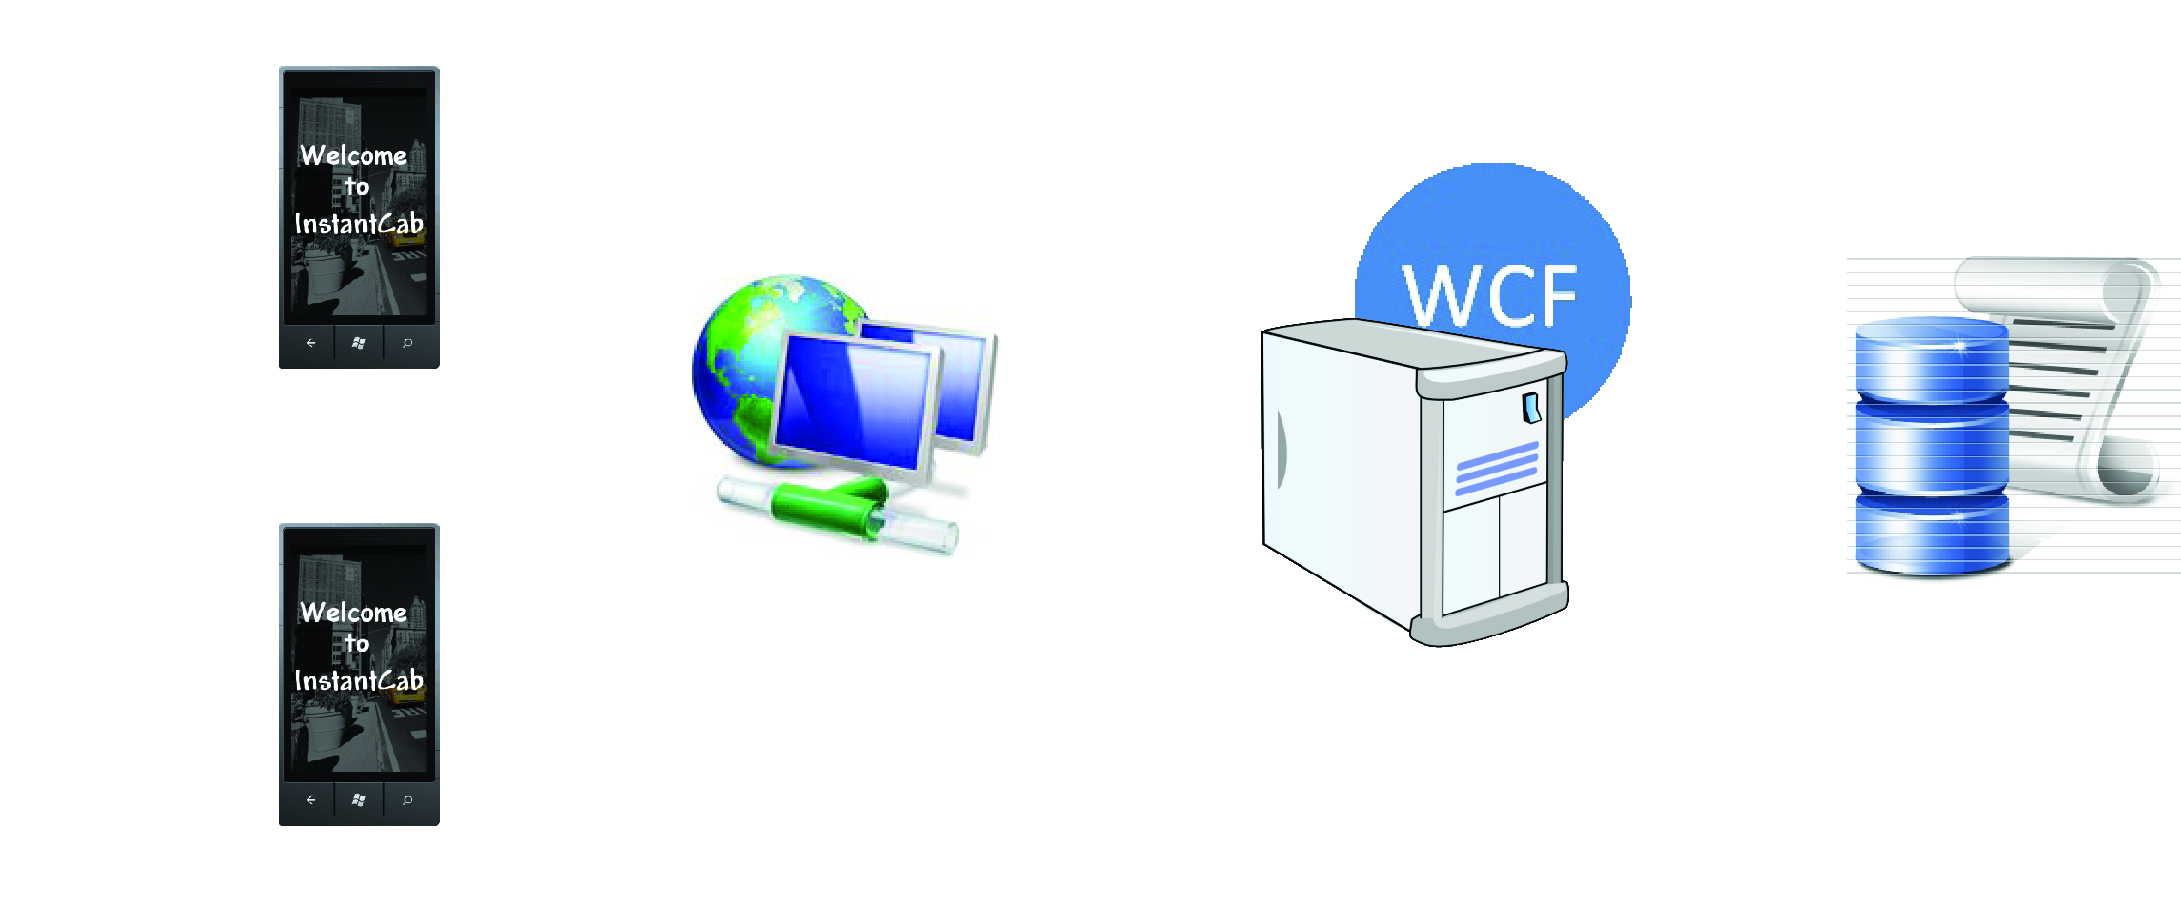 Welcome
to
InstantCab
WCF
Welcome
to
InstantCab